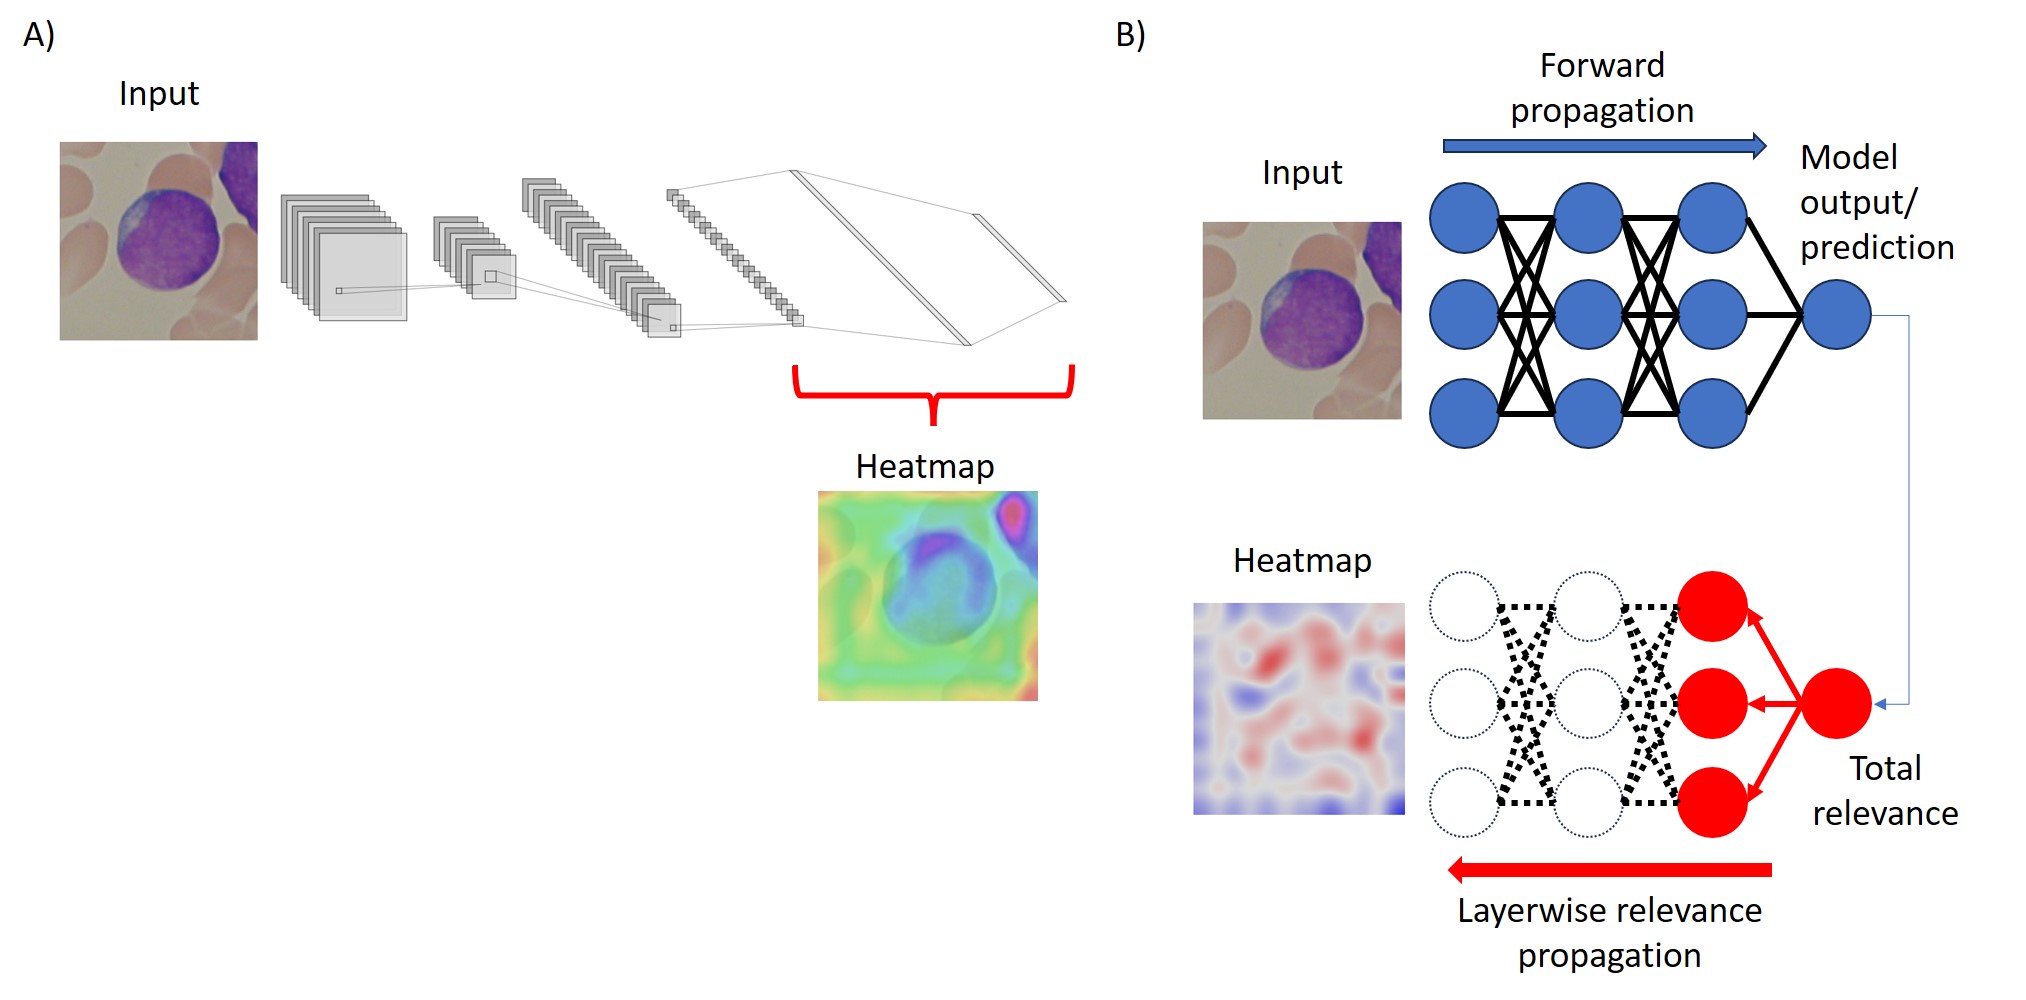 A)
Input
Heatmap
B)
Forward
propagation
Input
Model
output/
prediction
Heatmap
Total
relevance
Layerwise relevance
propagation